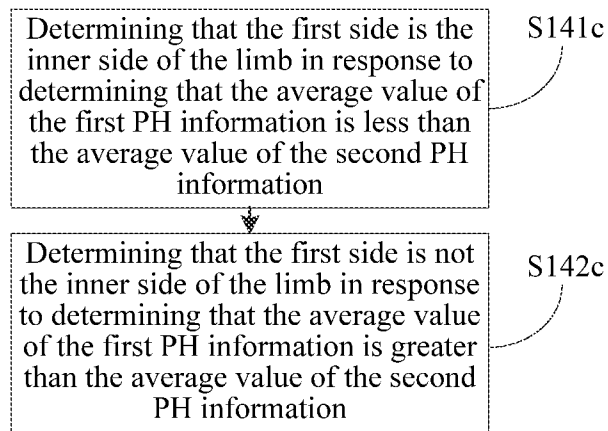 Determining that the first side is the
inner side of the limb in response to
determining that the average value of
the first PH information is less than
the average value of the second PH
information
S141c
Determining that the first side is not
the inner side of the limb in response
to determining that the average value
of the first PH information is greater
than the average value of the second
PH information
S142c